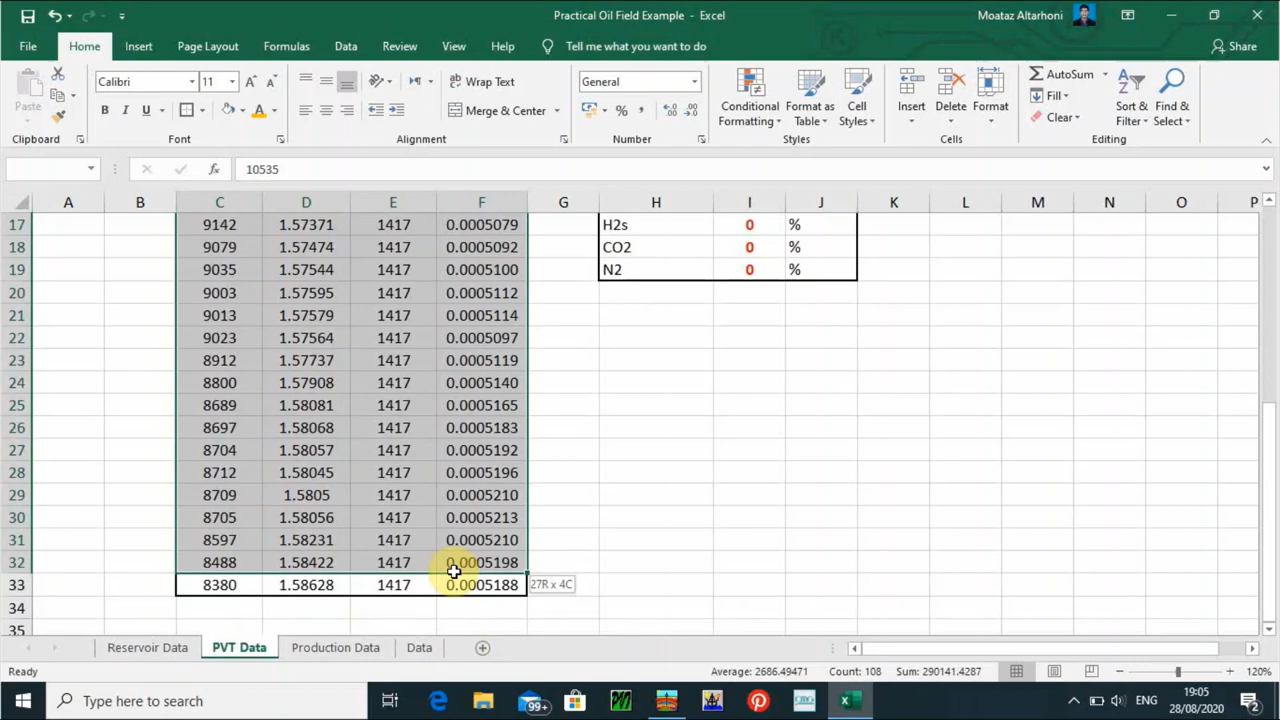 Practical Oil Field Example - Excel
Moataz Altarhoni
File Home Insert Page Layout Formulas Data Review View Help Tell me what you want to do Share
Paste
Calibri 11
Wrap Text
Merge & Center
General
Conditional Formatting
Format as Table
Cell Styles
Insert
Delete
Format
AutoSum
Fill
Clear
Sort & Filter
Find & Select
Clipboard Font Alignment Number Styles Cells Editing
fx 10535
A B C D E F G H I J K L M N O P
17 9142 1.57371 1417 0.0005079 H2s 0 %
18 9079 1.57474 1417 0.0005092 CO2 0 %
19 9035 1.57544 1417 0.0005100 N2 0 %
20 9003 1.57595 1417 0.0005112
21 9013 1.57579 1417 0.0005114
22 9023 1.57564 1417 0.0005097
23 8912 1.57737 1417 0.0005119
24 8800 1.57908 1417 0.0005140
25 8689 1.58081 1417 0.0005165
26 8697 1.58068 1417 0.0005183
27 8704 1.58057 1417 0.0005192
28 8712 1.58045 1417 0.0005196
29 8709 1.5805 1417 0.0005210
30 8705 1.58056 1417 0.0005213
31 8597 1.58231 1417 0.0005210
32 8488 1.58422 1417 0.0005198
33 8380 1.58628 1417 0.0005188 27R x 4C
34
35
Reservoir Data PVT Data Production Data Data
Ready Average: 2686.49471 Count: 108 Sum: 290141.4287 120%
Type here to search 99+ ENG 19:05
28/08/2020 2